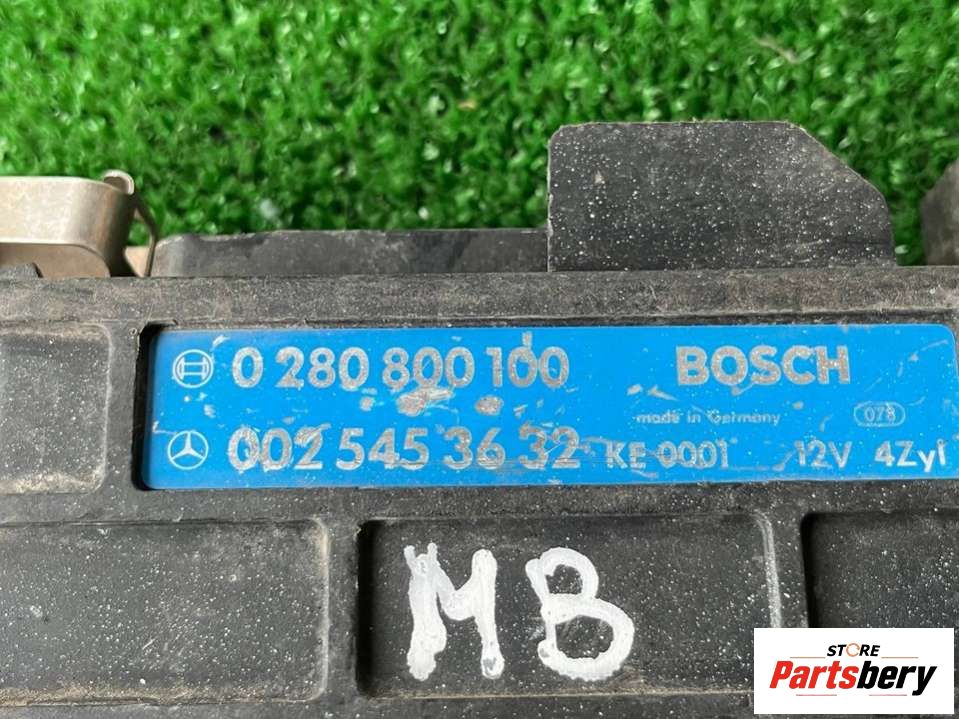 0 280 800 100 BOSCH
made in Germany 078
002 545 36 32 KE 0001 12V 4Zyl
MB
STORE
Partsbery